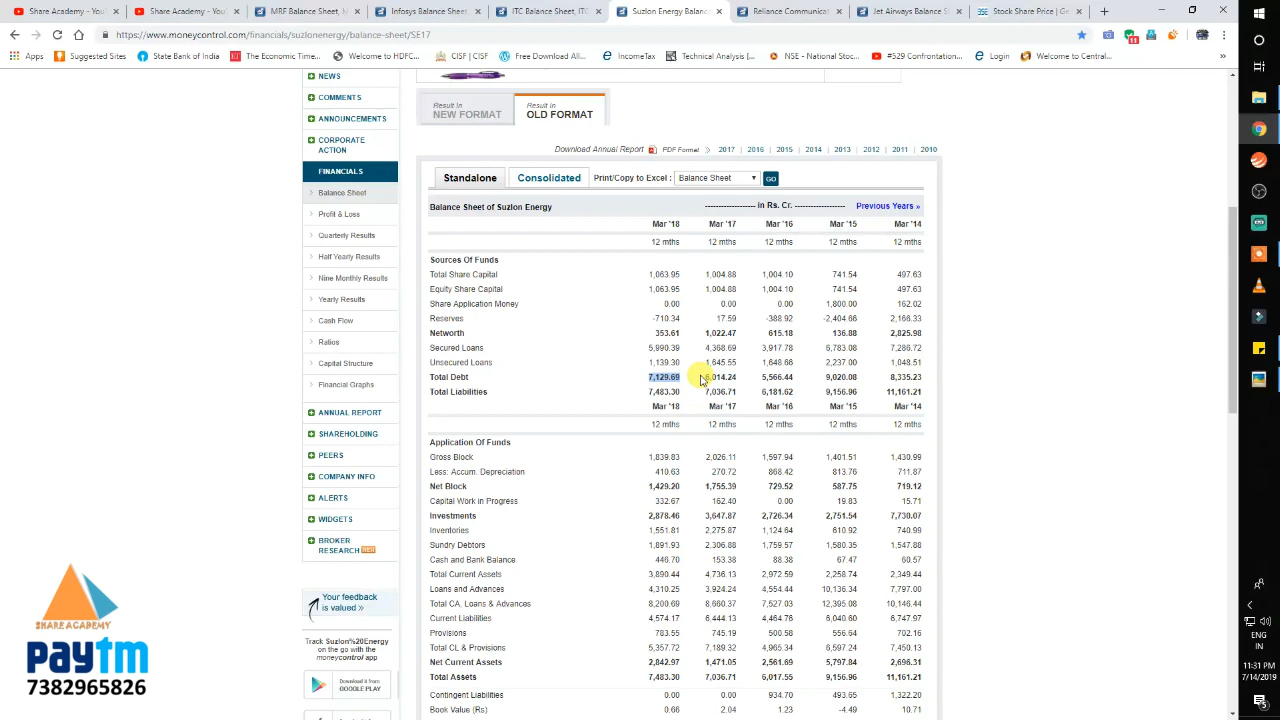 Share Academy - You
Share Academy - You
MRF Balance Sheet, M
Infosys Balance Sheet
ITC Balance Sheet, ITC
Suzlon Energy Balanc
Reliance Communicat
Jet Airways Balance S
Stock Share Price | Ge
https://www.moneycontrol.com/financials/suzlonenergy/balance-sheet/SE17
11
Apps Suggested Sites State Bank of India The Economic Time... Welcome to HDFC... CISF | CISF Free Download All... IncomeTax Technical Analysis [... NSE - National Stoc... #529 Confrontation... Login Welcome to Central...
NEWS
COMMENTS
ANNOUNCEMENTS
CORPORATE
ACTION
FINANCIALS
Balance Sheet
Profit & Loss
Quarterly Results
Half Yearly Results
Nine Monthly Results
Yearly Results
Cash Flow
Ratios
Capital Structure
Financial Graphs
ANNUAL REPORT
SHAREHOLDING
PEERS
COMPANY INFO
ALERTS
WIDGETS
BROKER
RESEARCH
Your feedback
is valued »
Track Suzlon%20Energy
on the go with the
moneycontrol app
Download it from
GOOGLE PLAY
Result in
NEW FORMAT
Result in
OLD FORMAT
Download Annual Report PDF Format 2017 | 2016 | 2015 | 2014 | 2013 | 2012 | 2011 | 2010
Standalone Consolidated Print/Copy to Excel : Balance Sheet GO
Balance Sheet of Suzlon Energy ------------------- in Rs. Cr. ------------------- Previous Years »
Mar '18 Mar '17 Mar '16 Mar '15 Mar '14
12 mths 12 mths 12 mths 12 mths 12 mths
Sources Of Funds
Total Share Capital 1,063.95 1,004.88 1,004.10 741.54 497.63
Equity Share Capital 1,063.95 1,004.88 1,004.10 741.54 497.63
Share Application Money 0.00 0.00 0.00 1,800.00 162.02
Reserves -710.34 17.59 -388.92 -2,404.66 2,166.33
Networth 353.61 1,022.47 615.18 136.88 2,825.98
Secured Loans 5,990.39 4,368.69 3,917.78 6,783.08 7,286.72
Unsecured Loans 1,139.30 1,645.55 1,648.66 2,237.00 1,048.51
Total Debt 7,129.69 6,014.24 5,566.44 9,020.08 8,335.23
Total Liabilities 7,483.30 7,036.71 6,181.62 9,156.96 11,161.21
Mar '18 Mar '17 Mar '16 Mar '15 Mar '14
12 mths 12 mths 12 mths 12 mths 12 mths
Application Of Funds
Gross Block 1,839.83 2,026.11 1,597.94 1,401.51 1,430.99
Less: Accum. Depreciation 410.63 270.72 868.42 813.76 711.87
Net Block 1,429.20 1,755.39 729.52 587.75 719.12
Capital Work in Progress 332.67 162.40 0.00 19.83 15.71
Investments 2,878.46 3,647.87 2,726.34 2,751.54 7,730.07
Inventories 1,551.81 2,275.87 1,124.64 610.92 740.99
Sundry Debtors 1,891.93 2,306.88 1,759.57 1,580.35 1,547.88
Cash and Bank Balance 446.70 153.38 88.38 67.47 60.57
Total Current Assets 3,890.44 4,736.13 2,972.59 2,258.74 2,349.44
Loans and Advances 4,310.25 3,924.24 4,554.44 10,136.34 7,797.00
Total CA, Loans & Advances 8,200.69 8,660.37 7,527.03 12,395.08 10,146.44
Current Liabilities 4,574.17 6,444.13 4,464.76 6,040.60 6,747.97
Provisions 783.55 745.19 500.58 556.64 702.16
Total CL & Provisions 5,357.72 7,189.32 4,965.34 6,597.24 7,450.13
Net Current Assets 2,842.97 1,471.05 2,561.69 5,797.84 2,696.31
Total Assets 7,483.30 7,036.71 6,017.55 9,156.96 11,161.21
Contingent Liabilities 0.00 0.00 934.70 493.65 1,322.20
Book Value (Rs) 0.66 2.04 1.23 -4.49 10.71
SHARE ACADEMY
paytm
7382965826
ENG
IN
11:31 PM
7/14/2019
5